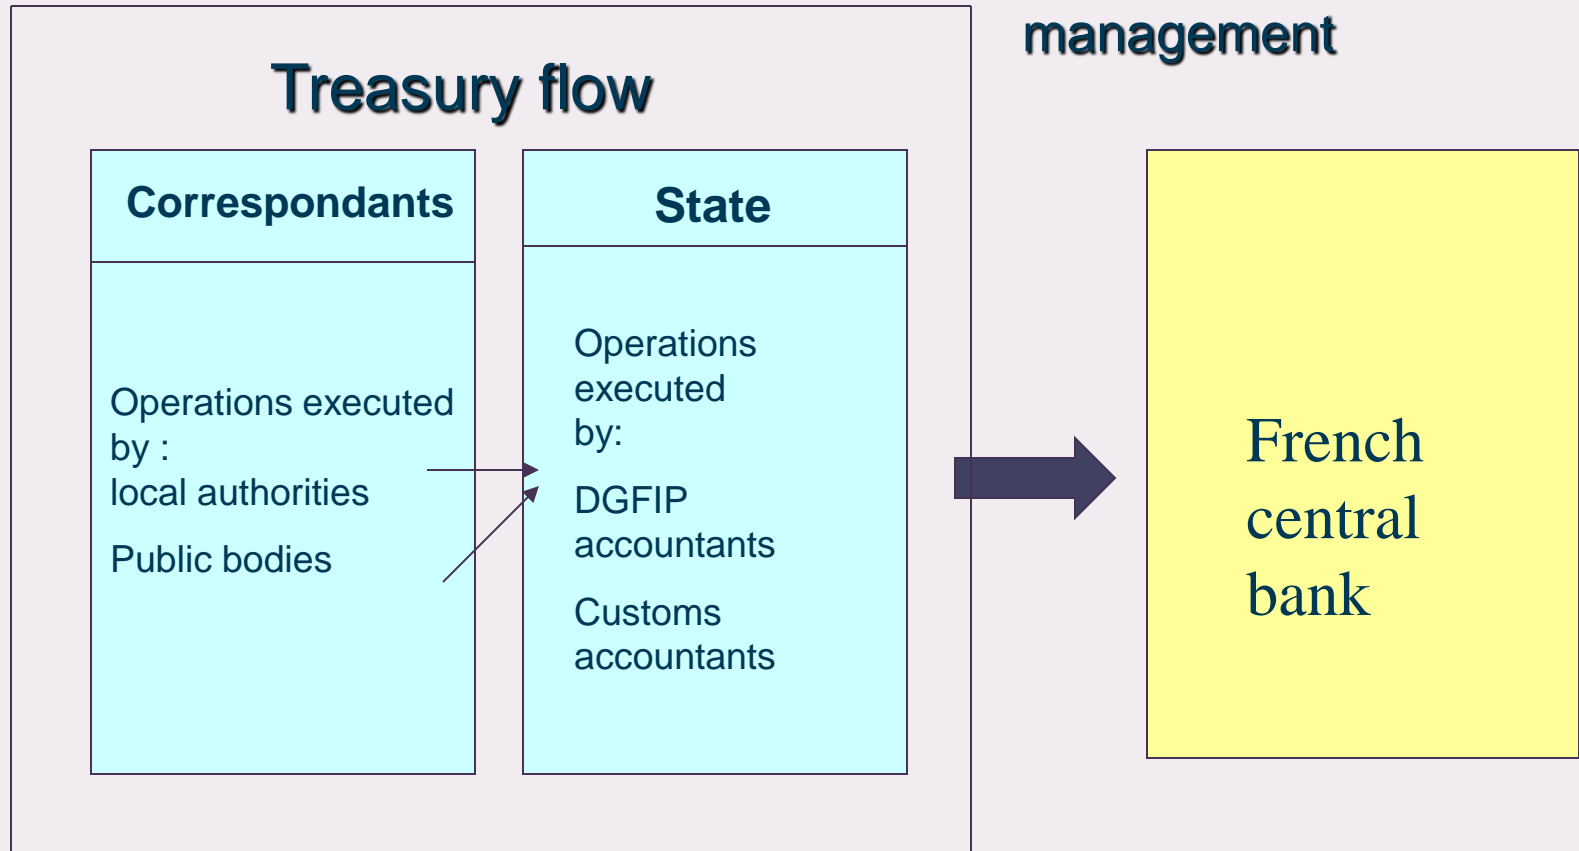 management
Treasury flow
Correspondants
Operations executed
by :
local authorities
Public bodies
State
Operations
executed
by:
DGFIP
accountants
Customs
accountants
French
central
bank